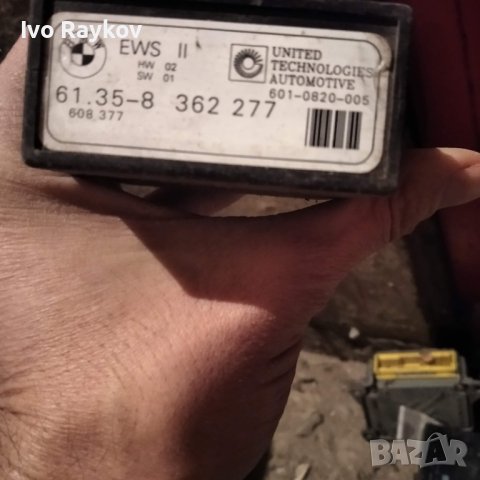 Ivo Raykov
BMW
EWS II
HW 02
SW 01
UNITED
TECHNOLOGIES
AUTOMOTIVE
601-0820-005
61.35-8 362 277
608.377
BAZAR